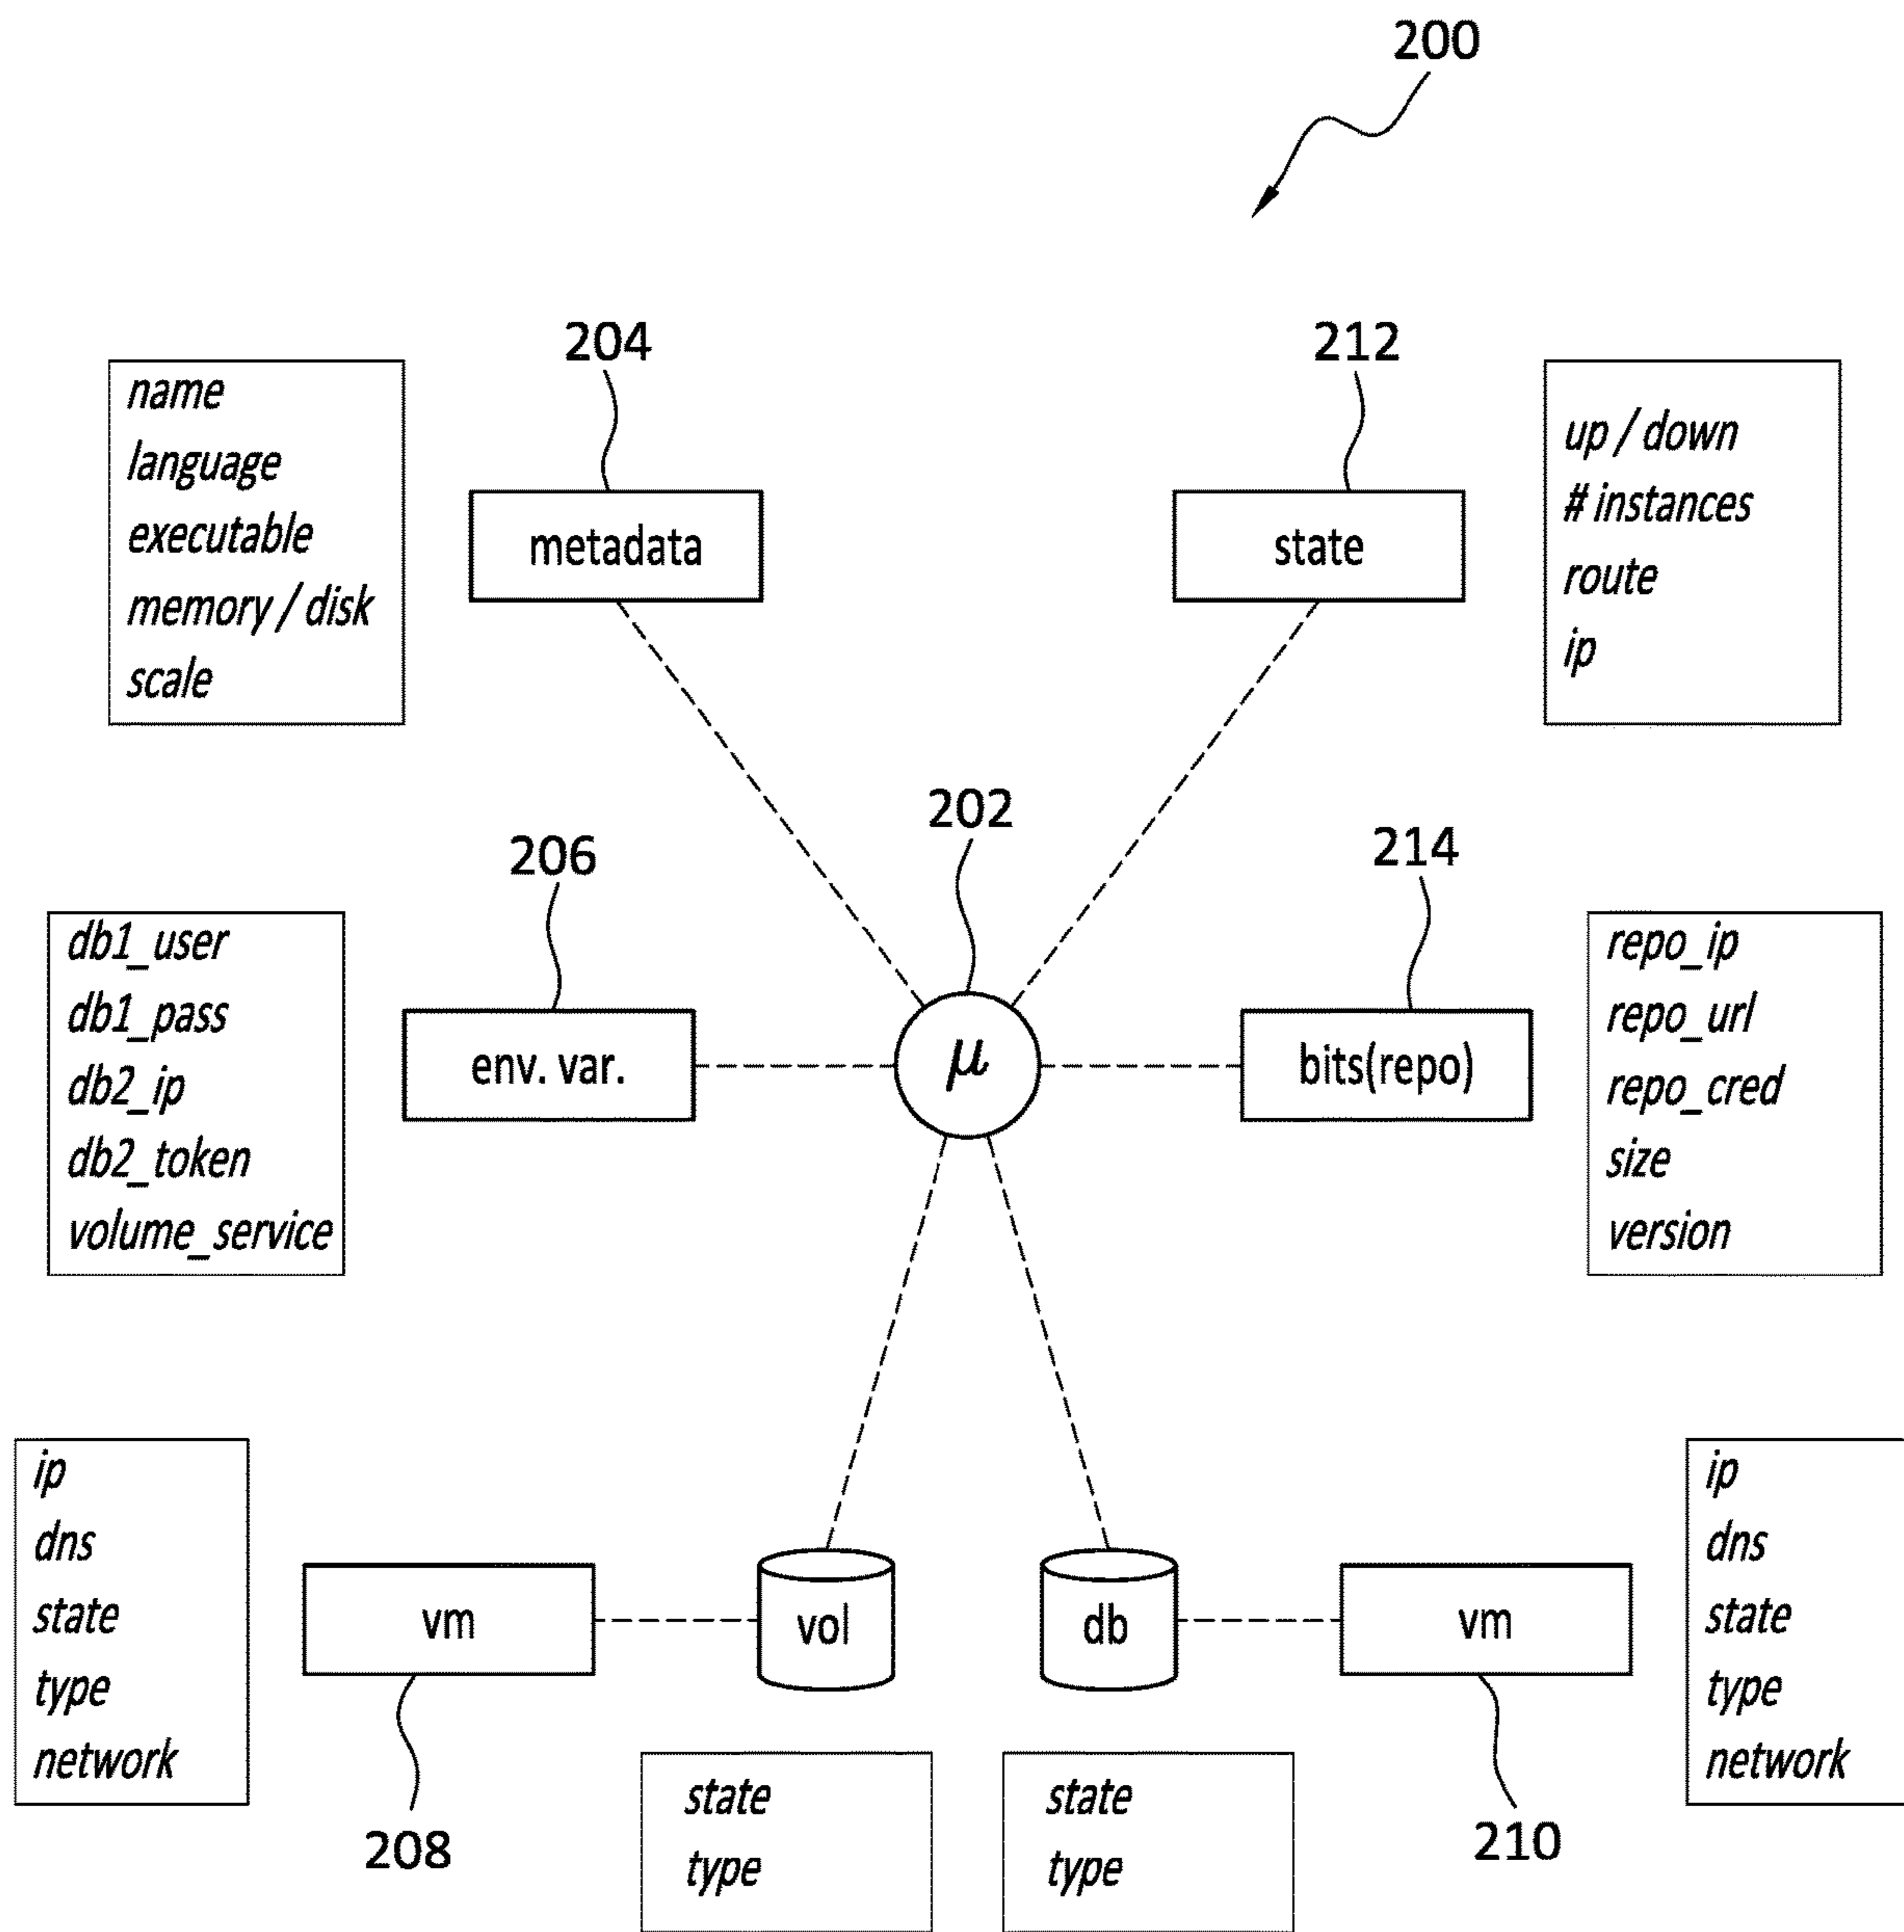 200
204
212
name
language
executable
memory / disk
scale
metadata
state
up / down
# instances
route
ip
202
206
214
db1_user
db1_pass
db2_ip
db2_token
volume_service
env. var.
μ
bits(repo)
repo_ip
repo_url
repo_cred
size
version
ip
dns
state
type
network
vm
vol
db
vm
ip
dns
state
type
network
208
state
type
state
type
210